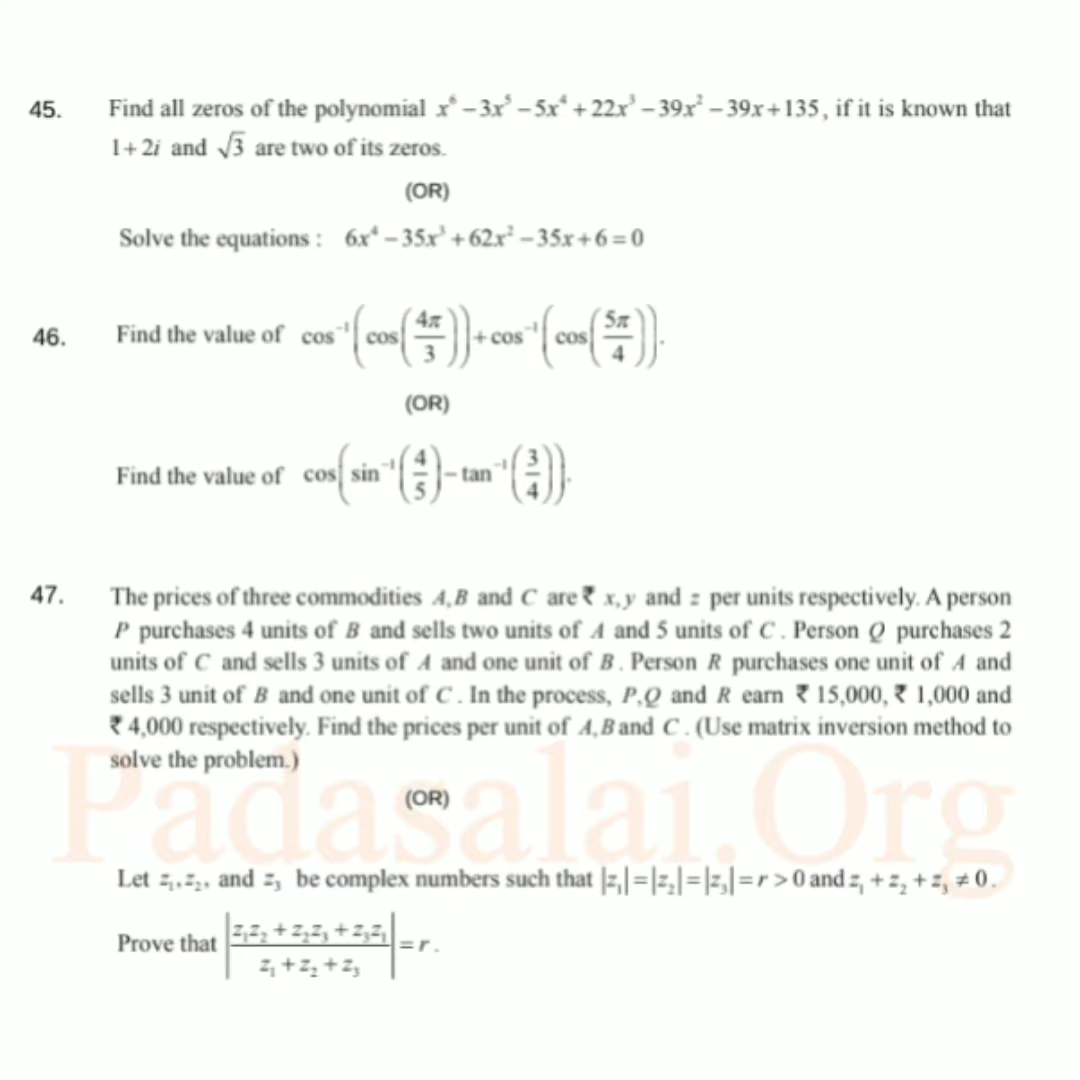 45. Find all zeros of the polynomial x⁶ – 3x⁵ – 5x⁴ + 22x³ – 39x² – 39x + 135, if it is known that
1 + 2i and √3 are two of its zeros.
(OR)
Solve the equations : 6x⁴ – 35x³ + 62x² – 35x + 6 = 0
46. Find the value of cos⁻¹(cos(4π/3)) + cos⁻¹(cos(5π/4)).
(OR)
Find the value of cos(sin⁻¹(4/5) – tan⁻¹(3/4)).
47. The prices of three commodities A, B and C are ₹ x, y and z per units respectively. A person
P purchases 4 units of B and sells two units of A and 5 units of C. Person Q purchases 2
units of C and sells 3 units of A and one unit of B. Person R purchases one unit of A and
sells 3 unit of B and one unit of C. In the process, P, Q and R earn ₹ 15,000, ₹ 1,000 and
₹ 4,000 respectively. Find the prices per unit of A, B and C. (Use matrix inversion method to
solve the problem.)
Padasalai.Org
(OR)
Let z₁, z₂, and z₃ be complex numbers such that |z₁| = |z₂| = |z₃| = r > 0 and z₁ + z₂ + z₃ ≠ 0.
Prove that |(z₁z₂ + z₂z₃ + z₃z₁)/(z₁ + z₂ + z₃)| = r.